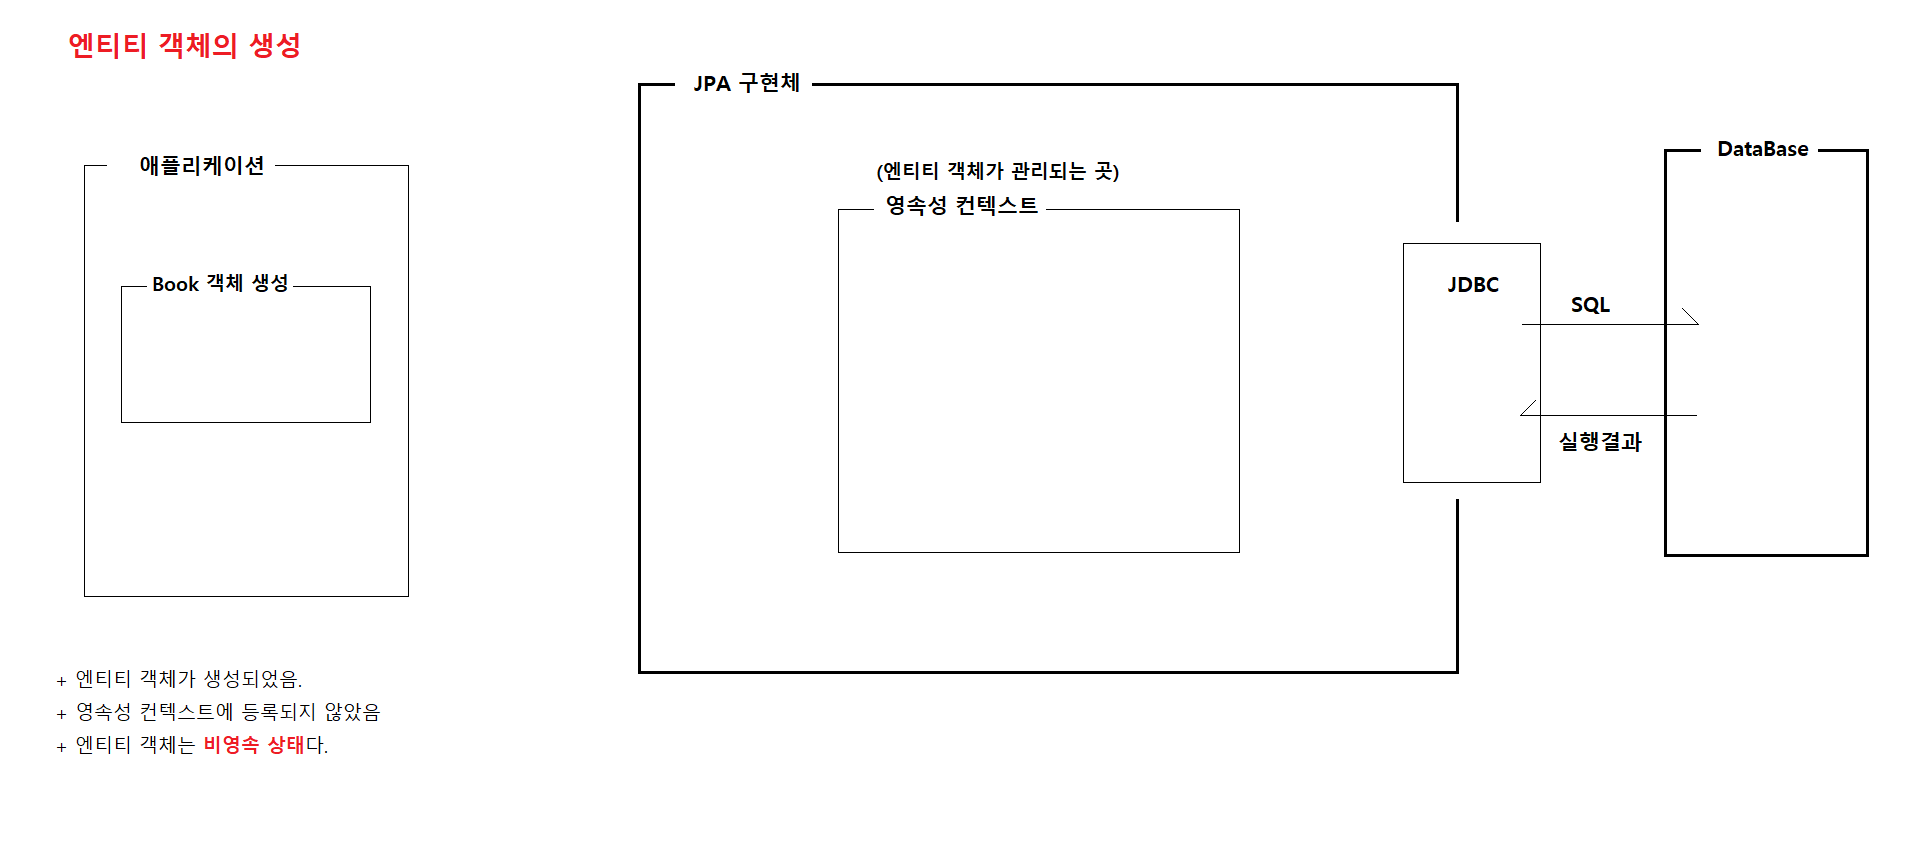 엔티티 객체의 생성
JPA 구현체
애플리케이션
DataBase
(엔티티 객체가 관리되는 곳)
영속성 컨텍스트
Book 객체 생성
JDBC
SQL
실행결과
+ 엔티티 객체가 생성되었음.
+ 영속성 컨텍스트에 등록되지 않았음
+ 엔티티 객체는 비영속 상태다.